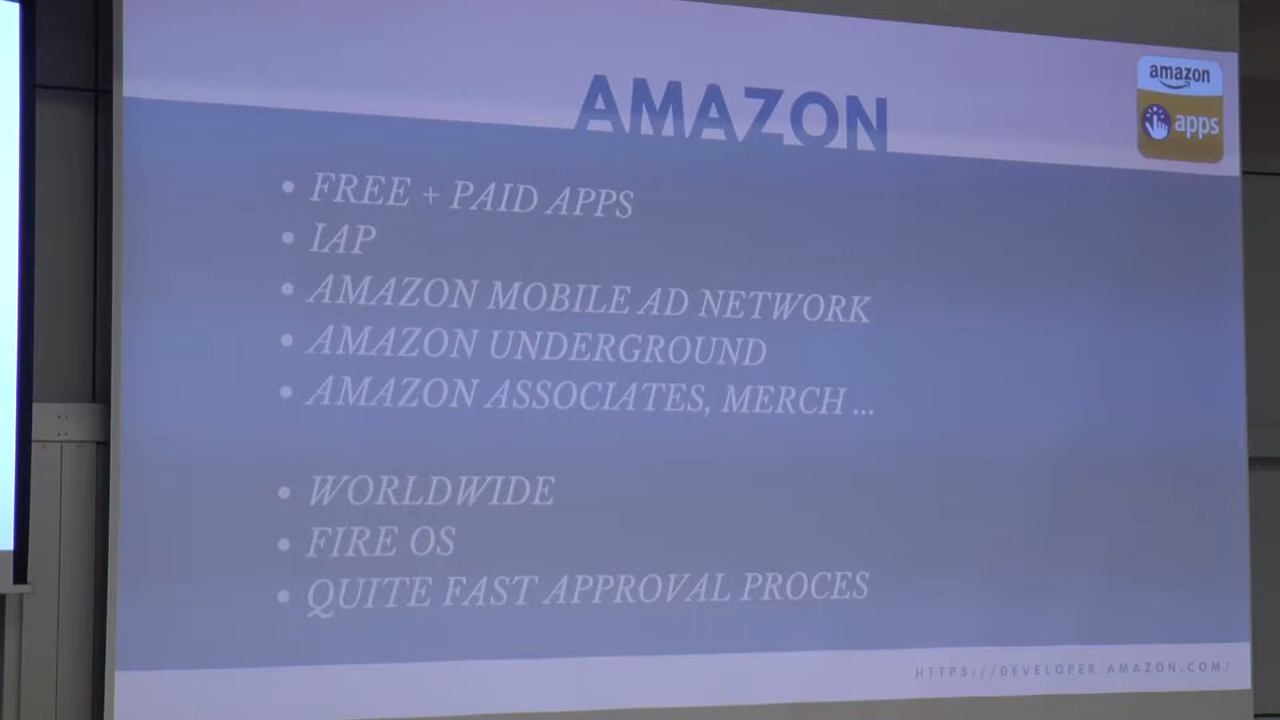 AMAZON
amazon
apps
• FREE + PAID APPS
• IAP
• AMAZON MOBILE AD NETWORK
• AMAZON UNDERGROUND
• AMAZON ASSOCIATES, MERCH ...
• WORLDWIDE
• FIRE OS
• QUITE FAST APPROVAL PROCES
HTTPS://DEVELOPER.AMAZON.COM/